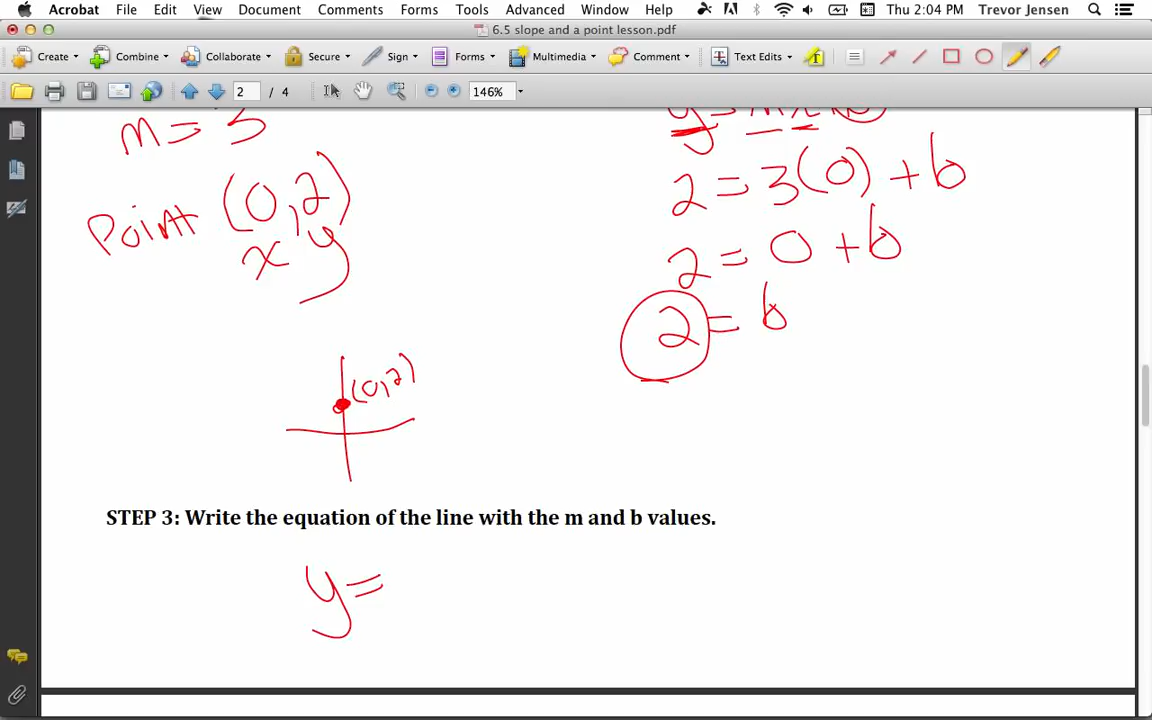 Acrobat File Edit View Document Comments Forms Tools Advanced Window Help Thu 2:04 PM Trevor Jensen
6.5 slope and a point lesson.pdf
Create Combine Collaborate Secure Sign Forms Multimedia Comment Text Edits
2 / 4 146%
m = 3
y = mx + b
Point (0,2)
x y
2 = 3(0) + b
2 = 0 + b
2 = b
(0,2)
STEP 3: Write the equation of the line with the m and b values.
y=